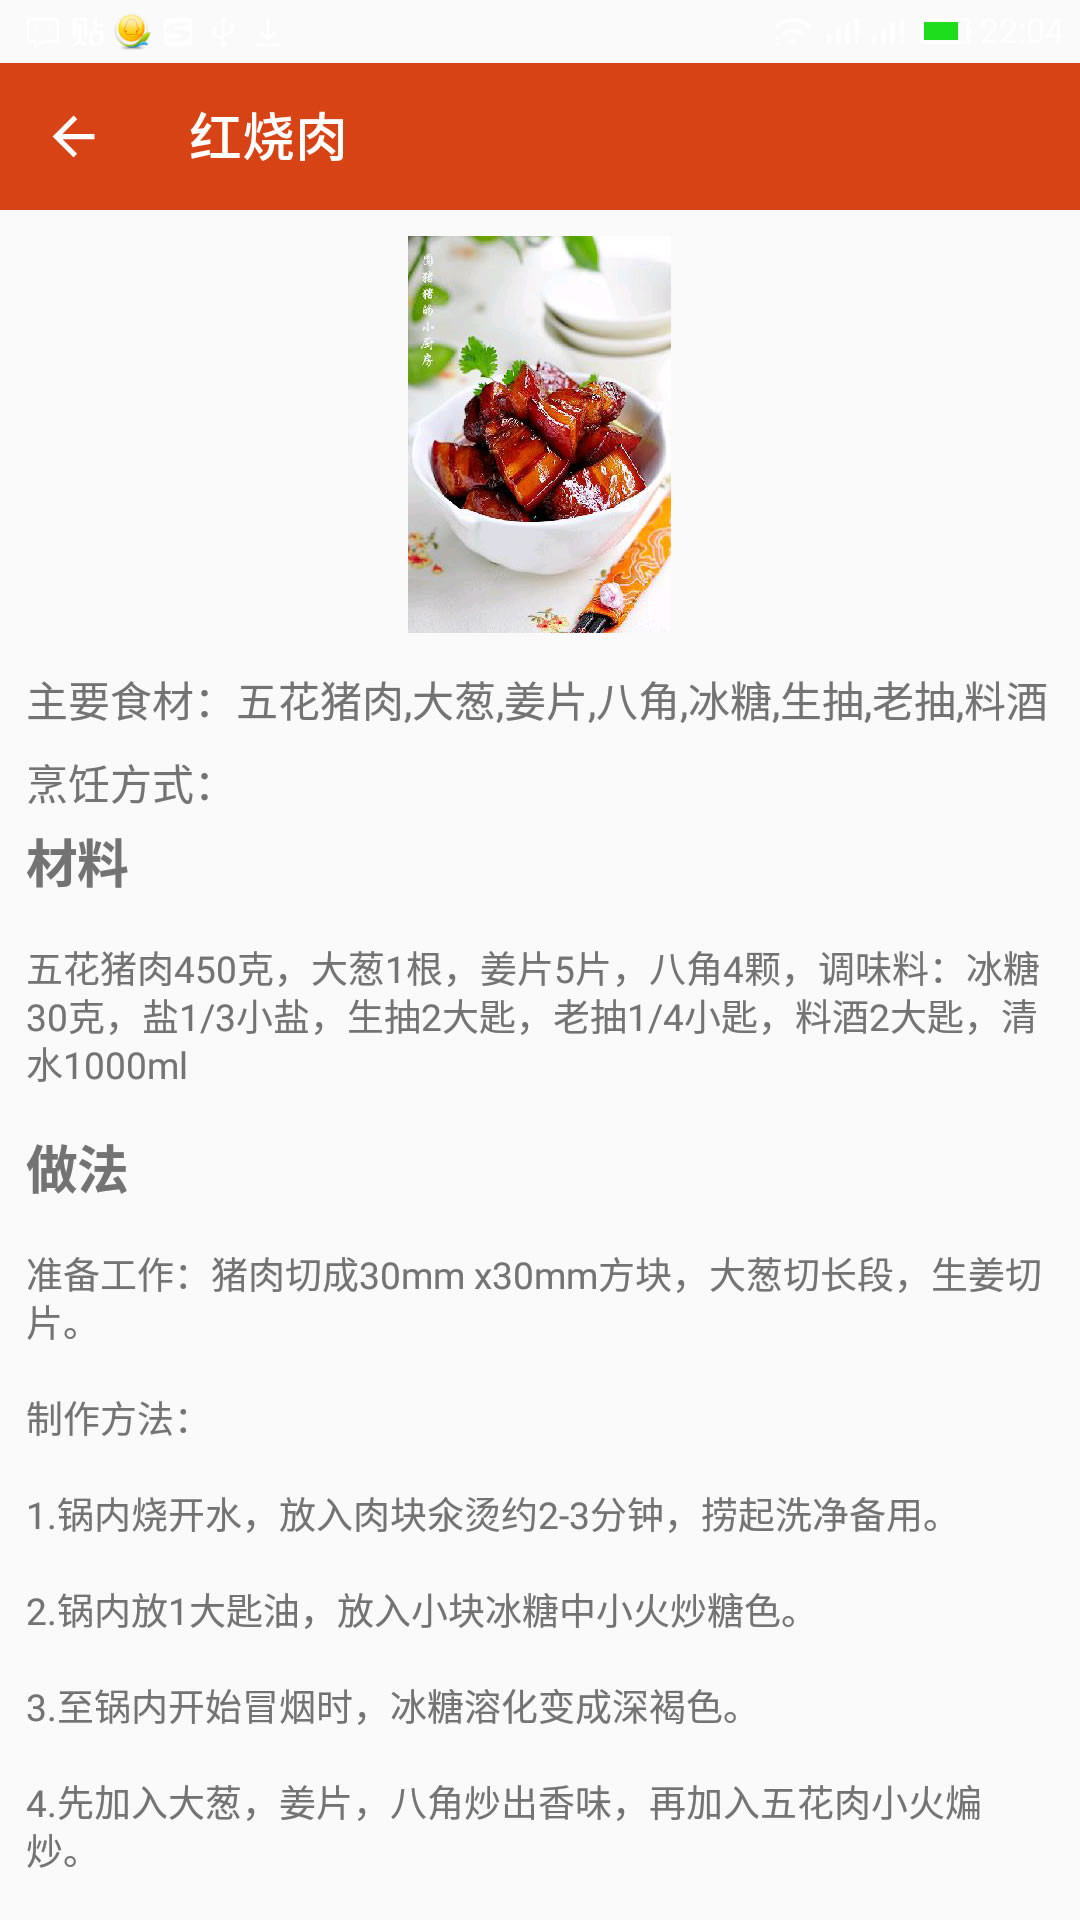 贴 22:04
红烧肉
圆猪猪的小厨房
主要食材：五花猪肉,大葱,姜片,八角,冰糖,生抽,老抽,料酒
烹饪方式：
材料
五花猪肉450克，大葱1根，姜片5片，八角4颗，调味料：冰糖
30克，盐1/3小盐，生抽2大匙，老抽1/4小匙，料酒2大匙，清
水1000ml
做法
准备工作：猪肉切成30mm x30mm方块，大葱切长段，生姜切
片。
制作方法：
1.锅内烧开水，放入肉块汆烫约2-3分钟，捞起洗净备用。
2.锅内放1大匙油，放入小块冰糖中小火炒糖色。
3.至锅内开始冒烟时，冰糖溶化变成深褐色。
4.先加入大葱，姜片，八角炒出香味，再加入五花肉小火煸
炒。